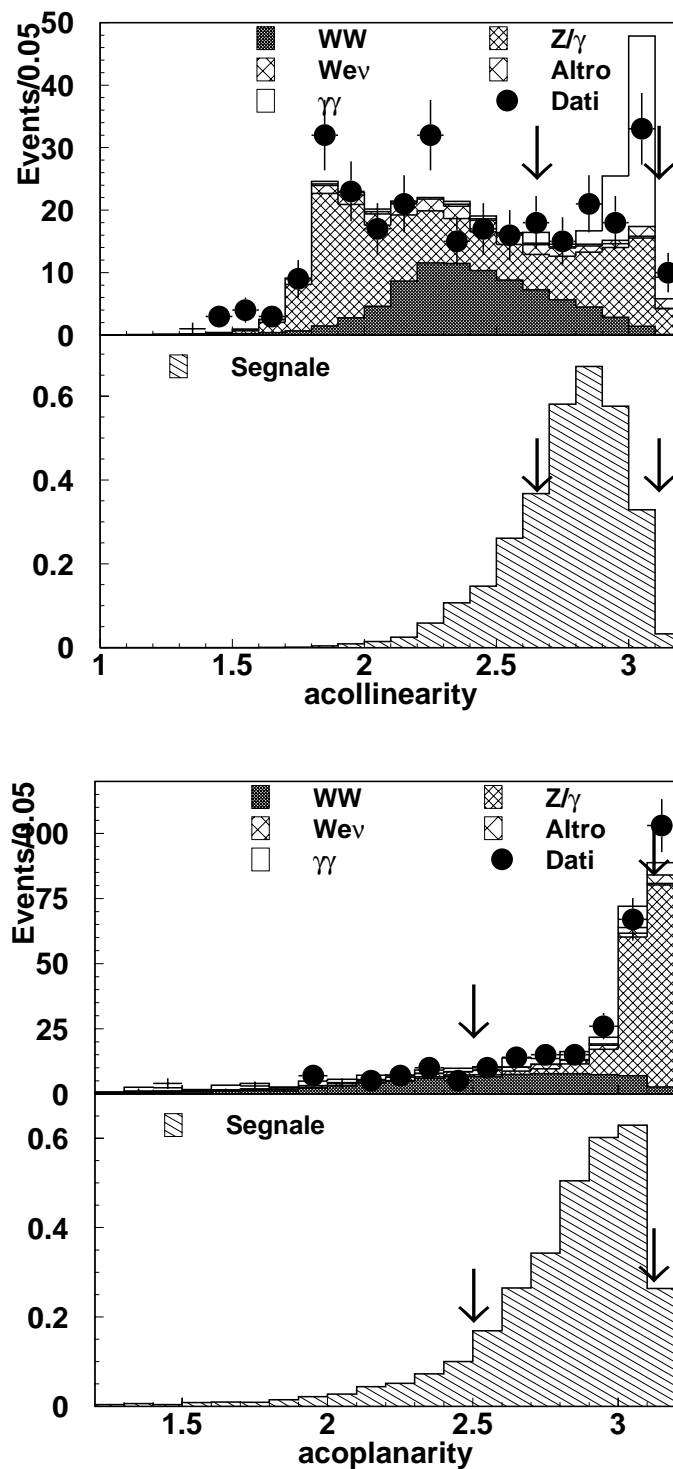 Events/0.05
50
40
30
20
10
0
WW
Z/γ
Weν
Altro
γγ
Dati
Segnale
0.6
0.4
0.2
0
1
1.5
2
2.5
3
acollinearity
Events/0.05
00
75
50
25
0
WW
Z/γ
Weν
Altro
γγ
Dati
Segnale
0.6
0.4
0.2
0
1.5
2
2.5
3
acoplanarity